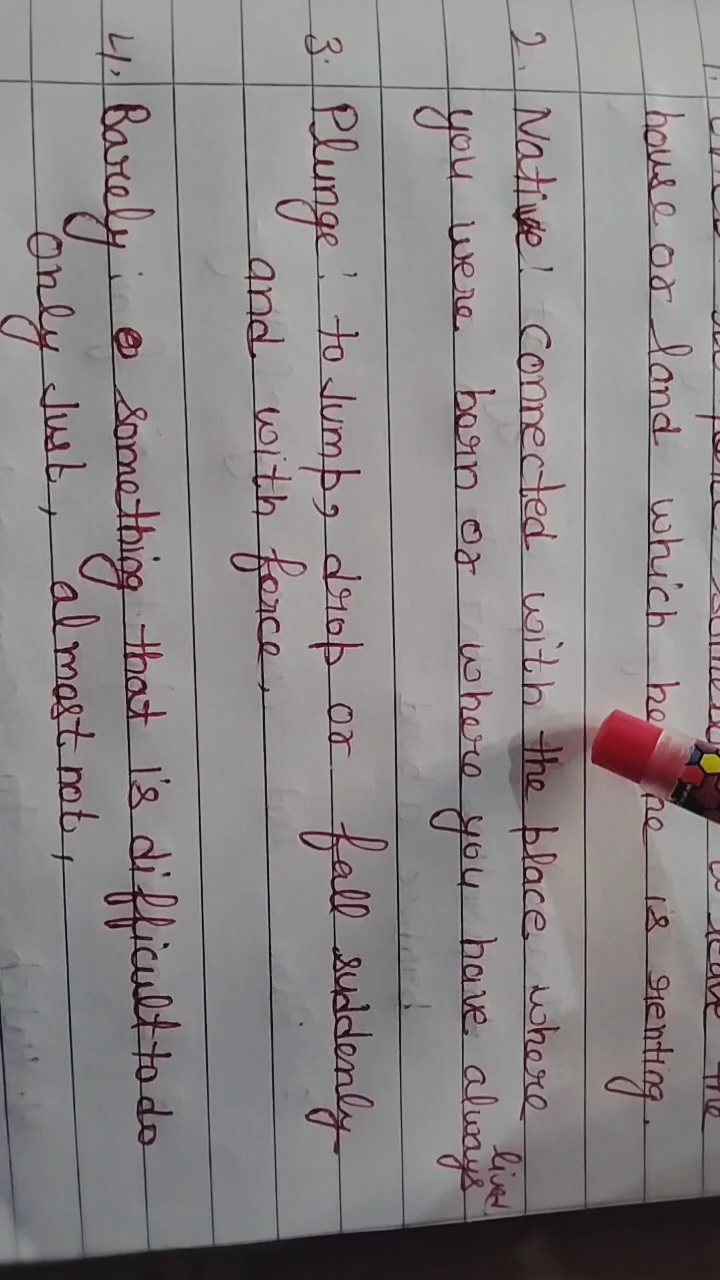 house or land which he is renting.
2. Native: connected with the place where
you were born or where you have always lived
3. Plunge: to Jump, drop or fall suddenly
and with force,
4. Barely: something that is difficult to do
only Just, almost not,